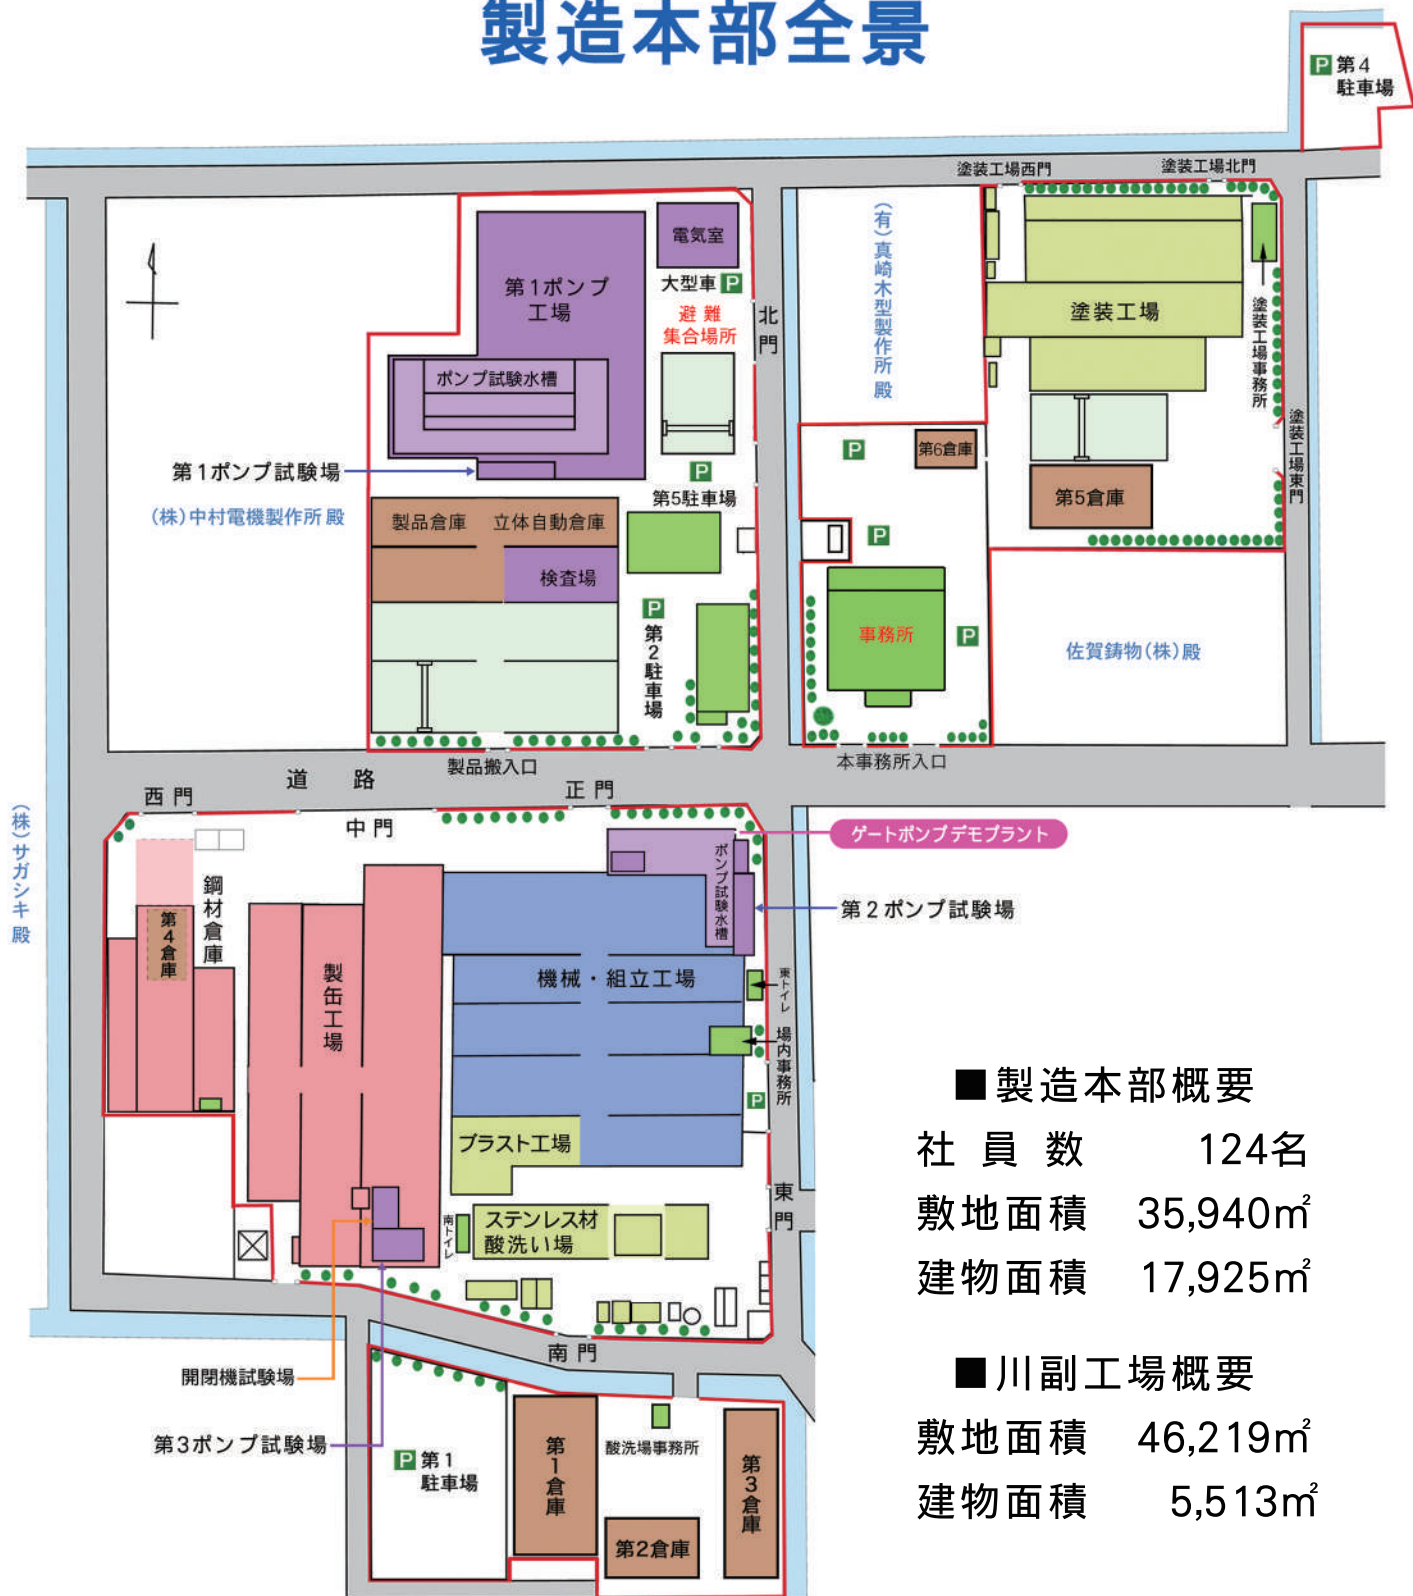 製造本部全景
P 第4
駐車場
塗装工場西門
塗装工場北門
電気室
大型車 P
避難
集合場所
第1ポンプ
工場
ポンプ試験水槽
第1ポンプ試験場
(株)中村電機製作所 殿
北門
(有)真崎木型製作所 殿
塗装工場
塗装工場事務所
塗装工場東門
P
第6倉庫
第5倉庫
P
第5駐車場
製品倉庫
立体自動倉庫
検査場
P
第2駐車場
P
事務所
P
佐賀鋳物(株)殿
製品搬入口
本事務所入口
道路
西門
正門
中門
(株)サガシキ 殿
ゲートポンプデモプラント
ポンプ試験水槽
第2ポンプ試験場
鋼材倉庫
第4倉庫
製缶工場
機械・組立工場
東トイレ
場内事務所
P
ブラスト工場
東門
南トイレ
ステンレス材
酸洗い場
南門
開閉機試験場
第3ポンプ試験場
P 第1
駐車場
第1倉庫
酸洗場事務所
第2倉庫
第3倉庫
■製造本部概要
社員数 124名
敷地面積 35,940㎡
建物面積 17,925㎡
■川副工場概要
敷地面積 46,219㎡
建物面積 5,513㎡